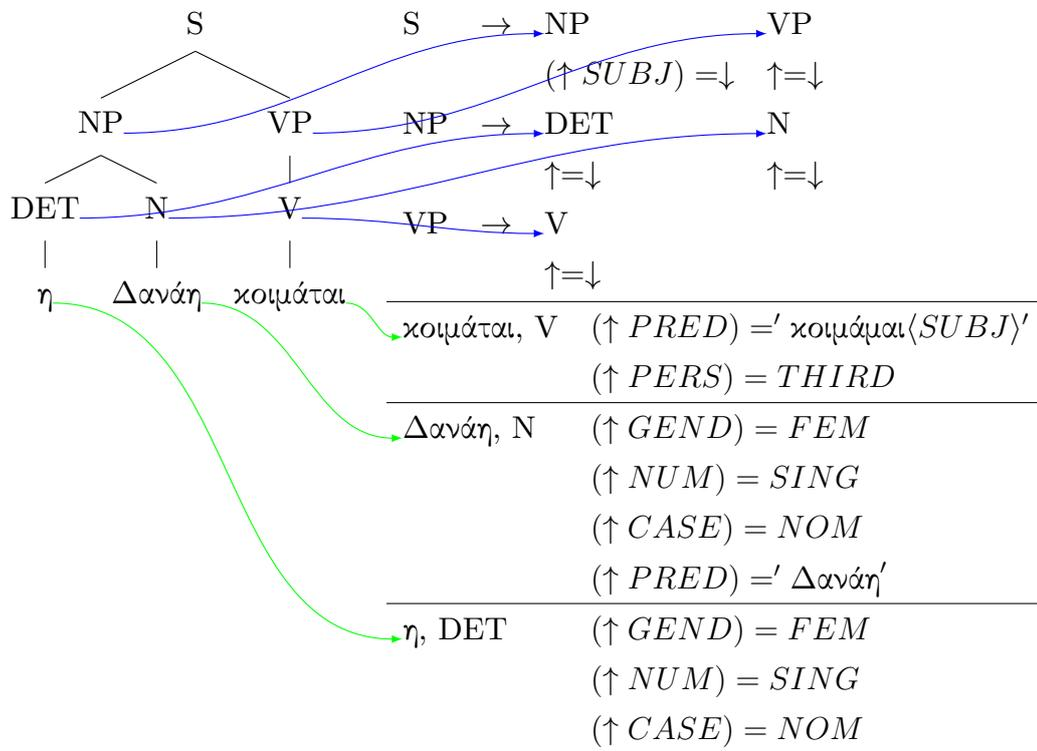 S S → NP VP
(↑ SUBJ) =↓ ↑=↓
NP VP NP → DET N
↑=↓ ↑=↓
DET N V VP → V
↑=↓
η Δανάη κοιμάται
κοιμάται, V (↑ PRED) =′ κοιμάμαι⟨SUBJ⟩′
(↑ PERS) = THIRD
Δανάη, N (↑ GEND) = FEM
(↑ NUM) = SING
(↑ CASE) = NOM
(↑ PRED) =′ Δανάη′
η, DET (↑ GEND) = FEM
(↑ NUM) = SING
(↑ CASE) = NOM